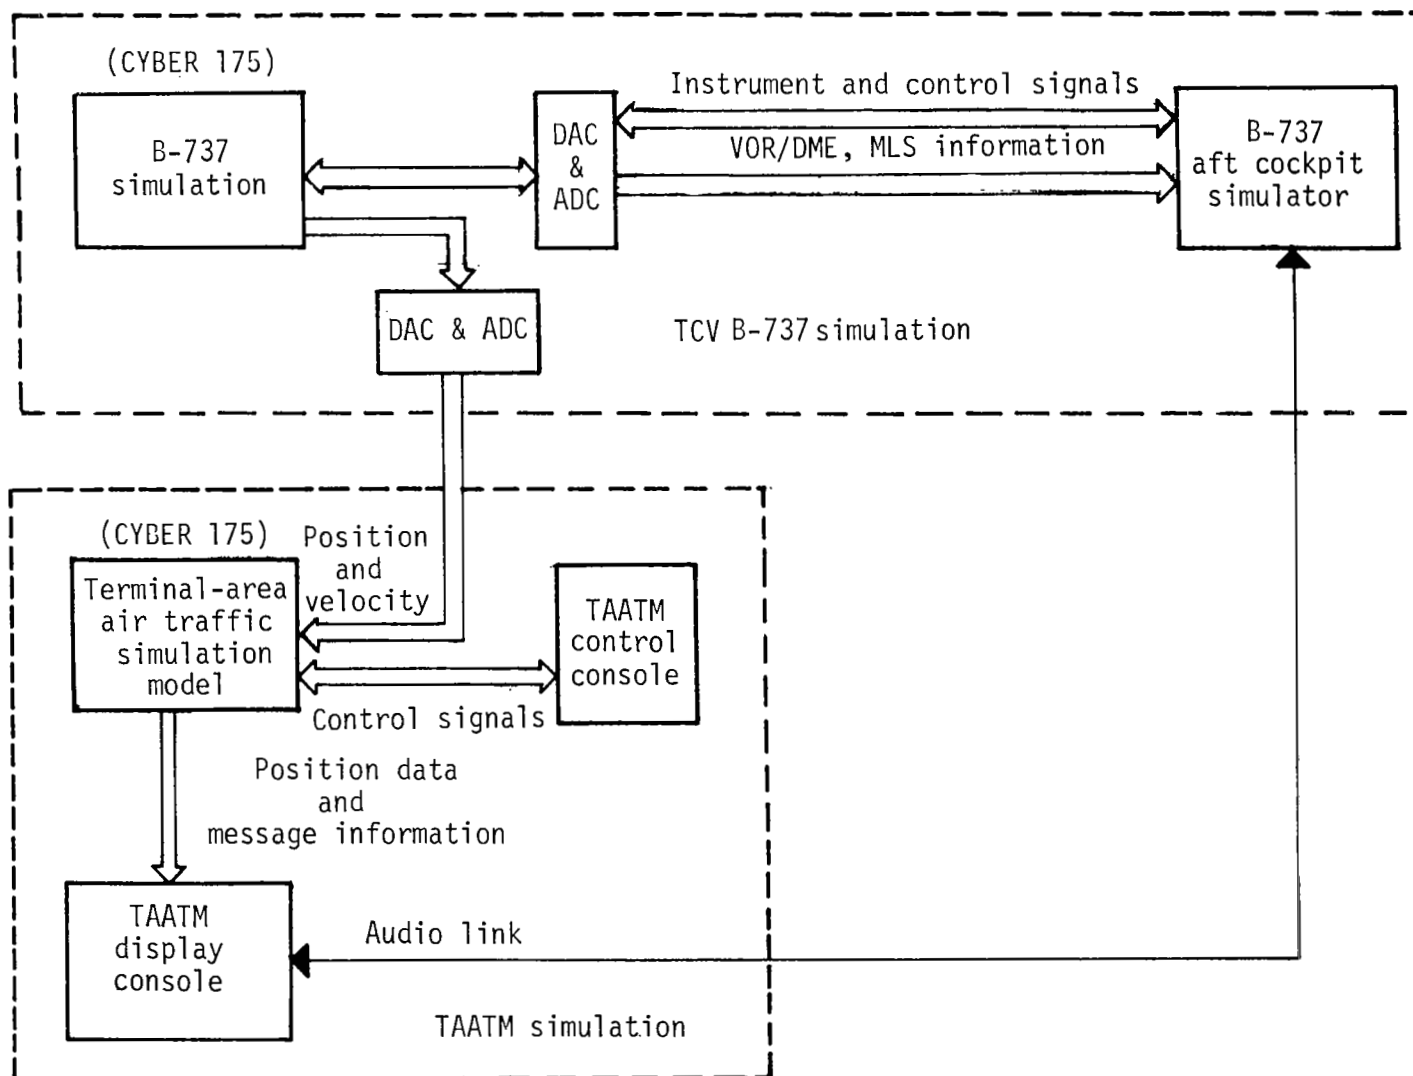 (CYBER 175)
B-737
simulation
DAC
&
ADC
Instrument and control signals
VOR/DME, MLS information
B-737
aft cockpit
simulator
DAC & ADC
TCV B-737 simulation
(CYBER 175)
Terminal-area
air traffic
simulation
model
Position
and
velocity
TAATM
control
console
Control signals
Position data
and
message information
TAATM
display
console
Audio link
TAATM simulation